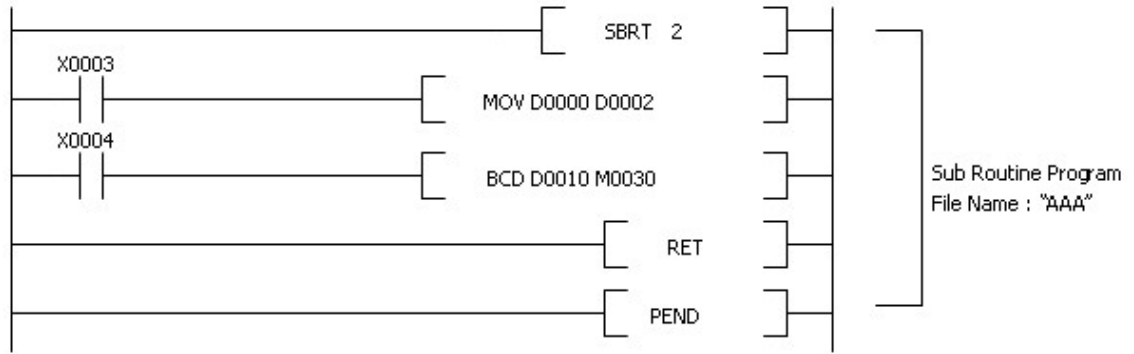 SBRT 2
X0003
MOV D0000 D0002
X0004
BCD D0010 M0030
Sub Routine Program
File Name : "AAA"
RET
PEND